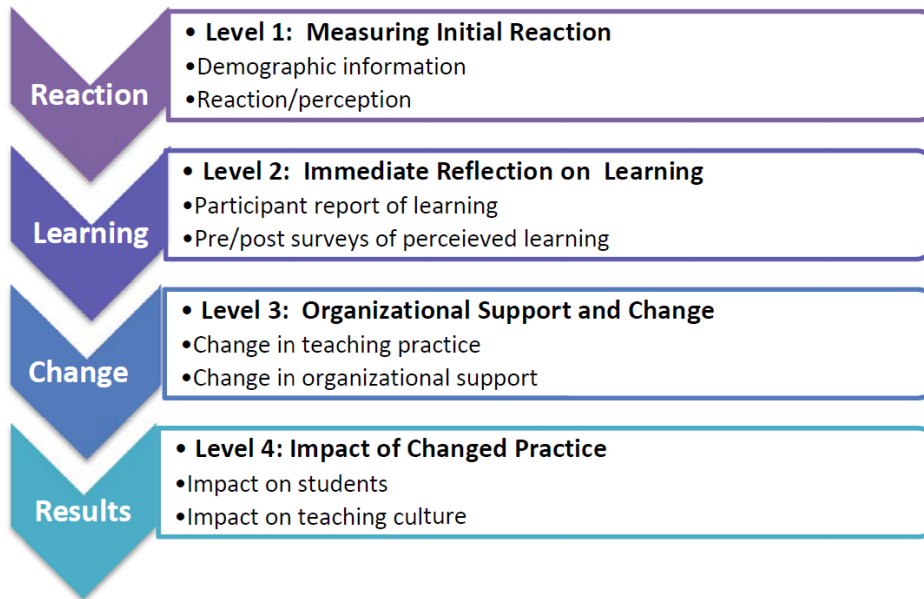 Reaction
• Level 1: Measuring Initial Reaction
•Demographic information
•Reaction/perception
Learning
• Level 2: Immediate Reflection on Learning
•Participant report of learning
•Pre/post surveys of perceieved learning
Change
• Level 3: Organizational Support and Change
•Change in teaching practice
•Change in organizational support
Results
• Level 4: Impact of Changed Practice
•Impact on students
•Impact on teaching culture